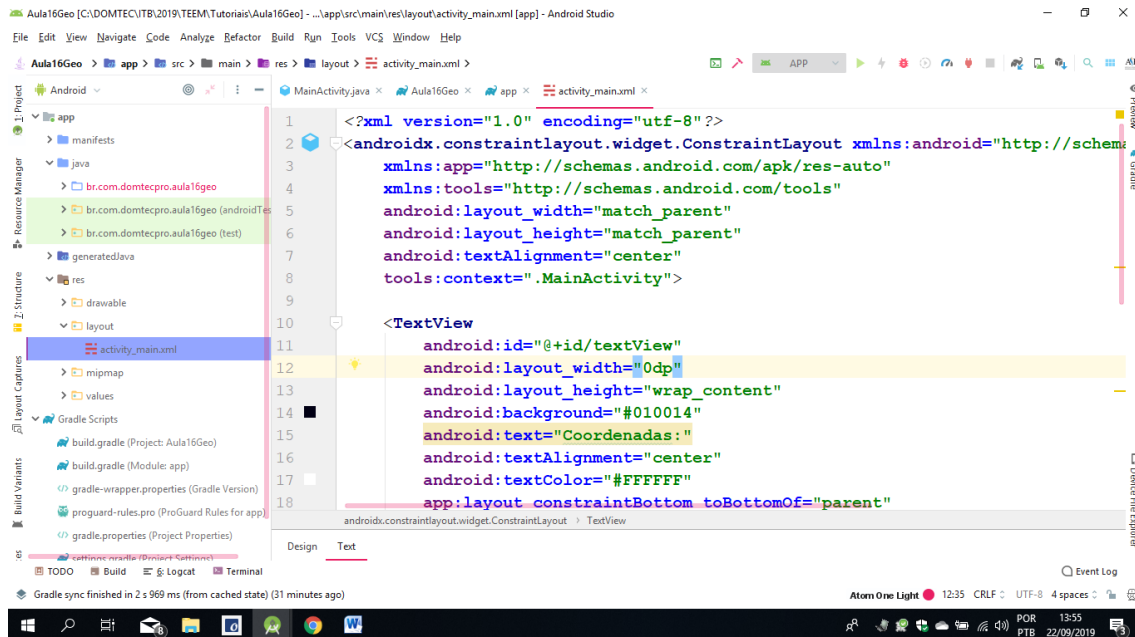 Aula16Geo [C:\DOMTEC\ITB\2019\TEEM\Tutoriais\Aula16Geo] - ...\app\src\main\res\layout\activity_main.xml [app] - Android Studio
File Edit View Navigate Code Analyze Refactor Build Run Tools VCS Window Help
Aula16Geo app src main res layout activity_main.xml APP
Android MainActivity.java Aula16Geo app activity_main.xml
1: Project
Resource Manager
7: Structure
Layout Captures
Build Variants
app
manifests
java
br.com.domtecpro.aula16geo
br.com.domtecpro.aula16geo (androidTes
br.com.domtecpro.aula16geo (test)
generatedJava
res
drawable
layout
activity_main.xml
mipmap
values
Gradle Scripts
build.gradle (Project: Aula16Geo)
build.gradle (Module: app)
gradle-wrapper.properties (Gradle Version)
proguard-rules.pro (ProGuard Rules for app)
gradle.properties (Project Properties)
settings.gradle (Project Settings)
1 <?xml version="1.0" encoding="utf-8"?>
2 <androidx.constraintlayout.widget.ConstraintLayout xmlns:android="http://schema
3 xmlns:app="http://schemas.android.com/apk/res-auto"
4 xmlns:tools="http://schemas.android.com/tools"
5 android:layout_width="match_parent"
6 android:layout_height="match_parent"
7 android:textAlignment="center"
8 tools:context=".MainActivity">
9
10 <TextView
11 android:id="@+id/textView"
12 android:layout_width="0dp"
13 android:layout_height="wrap_content"
14 android:background="#010014"
15 android:text="Coordenadas:"
16 android:textAlignment="center"
17 android:textColor="#FFFFFF"
18 app:layout_constraintBottom_toBottomOf="parent"
androidx.constraintlayout.widget.ConstraintLayout TextView
Design Text
Preview
Gradle
TODO Build 6: Logcat Terminal Event Log
Gradle sync finished in 2 s 969 ms (from cached state) (31 minutes ago) Atom One Light 12:35 CRLF UTF-8 4 spaces
POR 13:55
PTB 22/09/2019